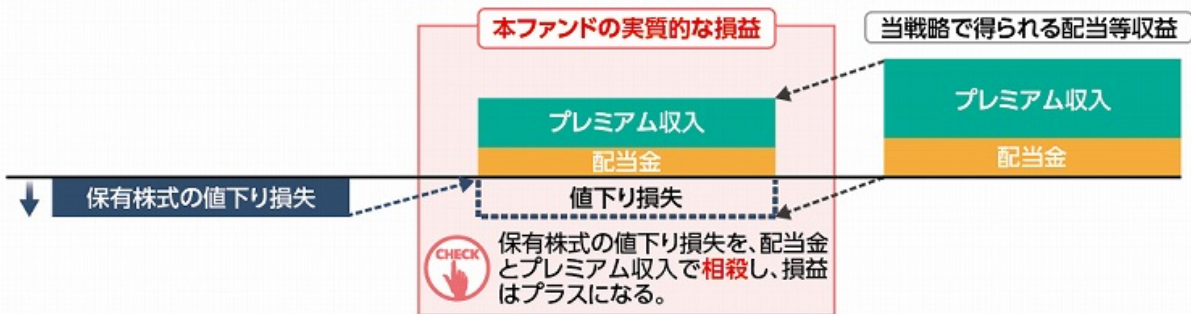 本ファンドの実質的な損益
当戦略で得られる配当等収益
プレミアム収入
配当金
プレミアム収入
配当金
保有株式の値下り損失
値下り損失
CHECK
保有株式の値下り損失を、配当金
とプレミアム収入で相殺し、損益
はプラスになる。